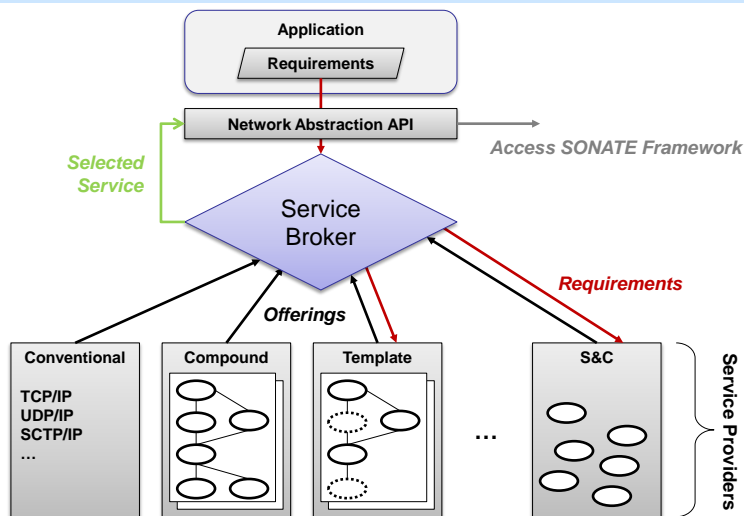 Application
Requirements
Network Abstraction API
Access SONATE Framework
Selected
Service
Service
Broker
Requirements
Offerings
Conventional
TCP/IP
UDP/IP
SCTP/IP
…
Compound
Template
…
S&C
Service Providers